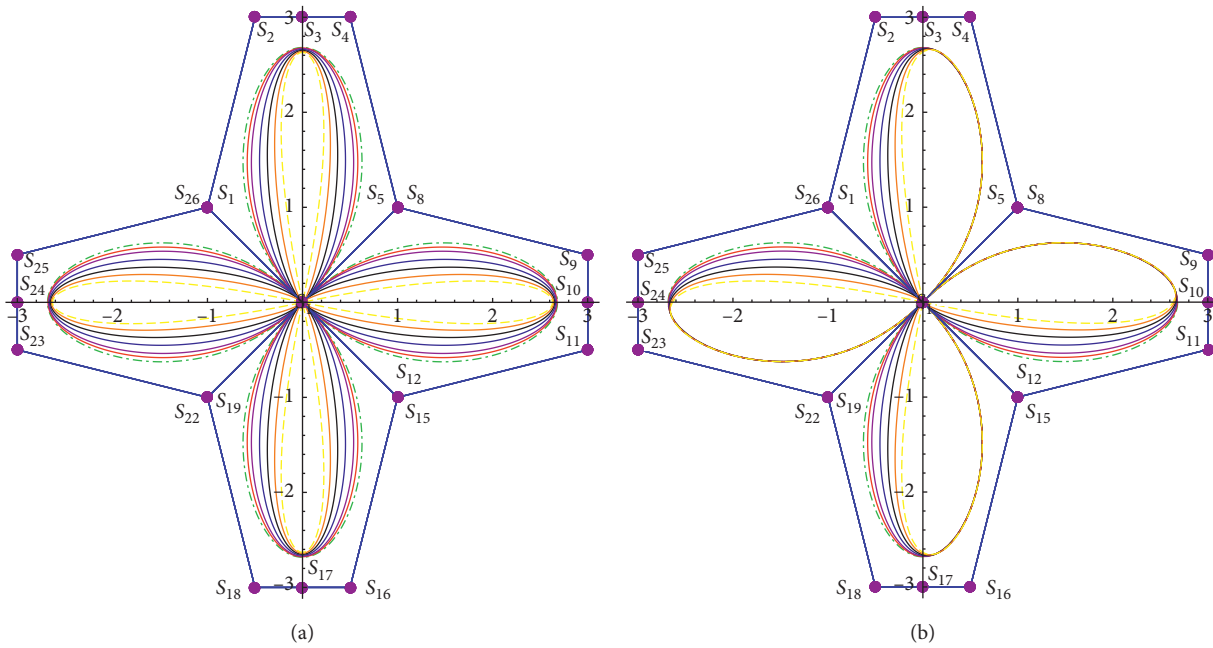 3 3
S2 S3 S4 S2 S3 S4
2 2
S26 S1 S5 S8 S26 S1 S5 S8
1 1
S25 S9 S25 S9
S24 S10 S24 S10
−3 −2 −1 1 2 3 −3 −2 −1 1 2 3
S23 S11 S23 S11
S12 S12
−1 −1
S22 S19 S15 S22 S19 S15
−2 −2
S17 S17
−3 −3
S18 S16 S18 S16
(a) (b)